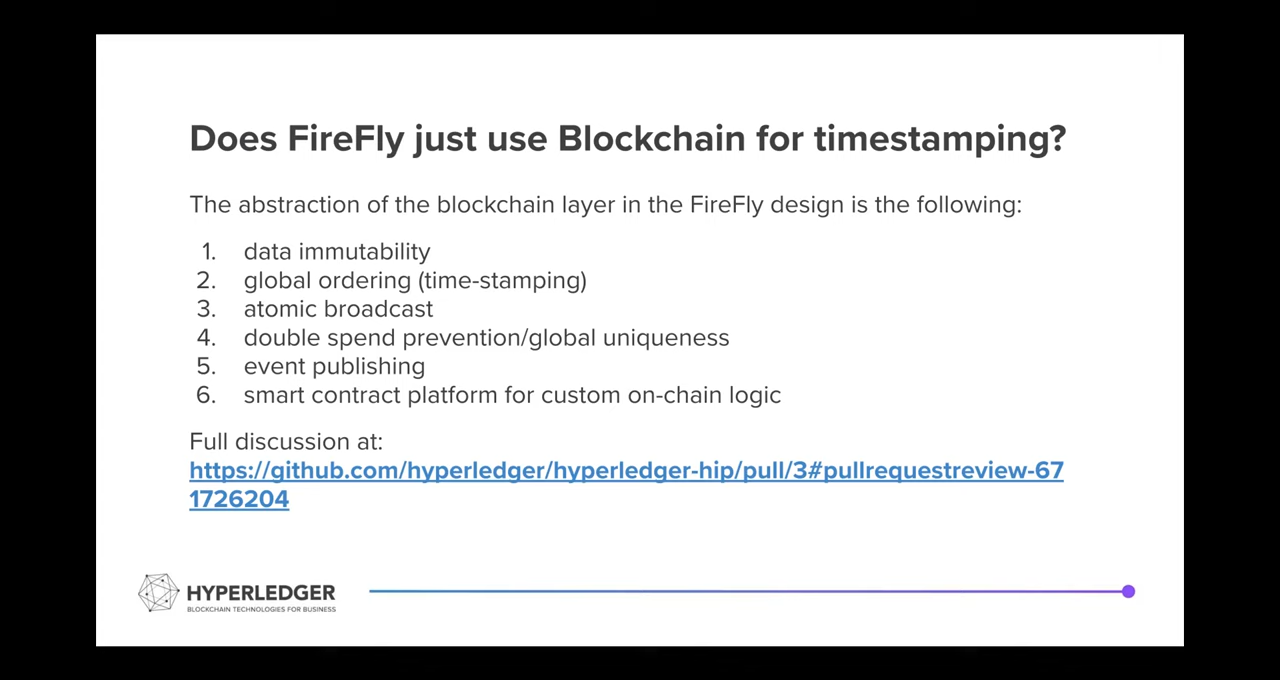 Does FireFly just use Blockchain for timestamping?
The abstraction of the blockchain layer in the FireFly design is the following:
1. data immutability
2. global ordering (time-stamping)
3. atomic broadcast
4. double spend prevention/global uniqueness
5. event publishing
6. smart contract platform for custom on-chain logic
Full discussion at:
https://github.com/hyperledger/hyperledger-hip/pull/3#pullrequestreview-67
1726204
HYPERLEDGER
BLOCKCHAIN TECHNOLOGIES FOR BUSINESS